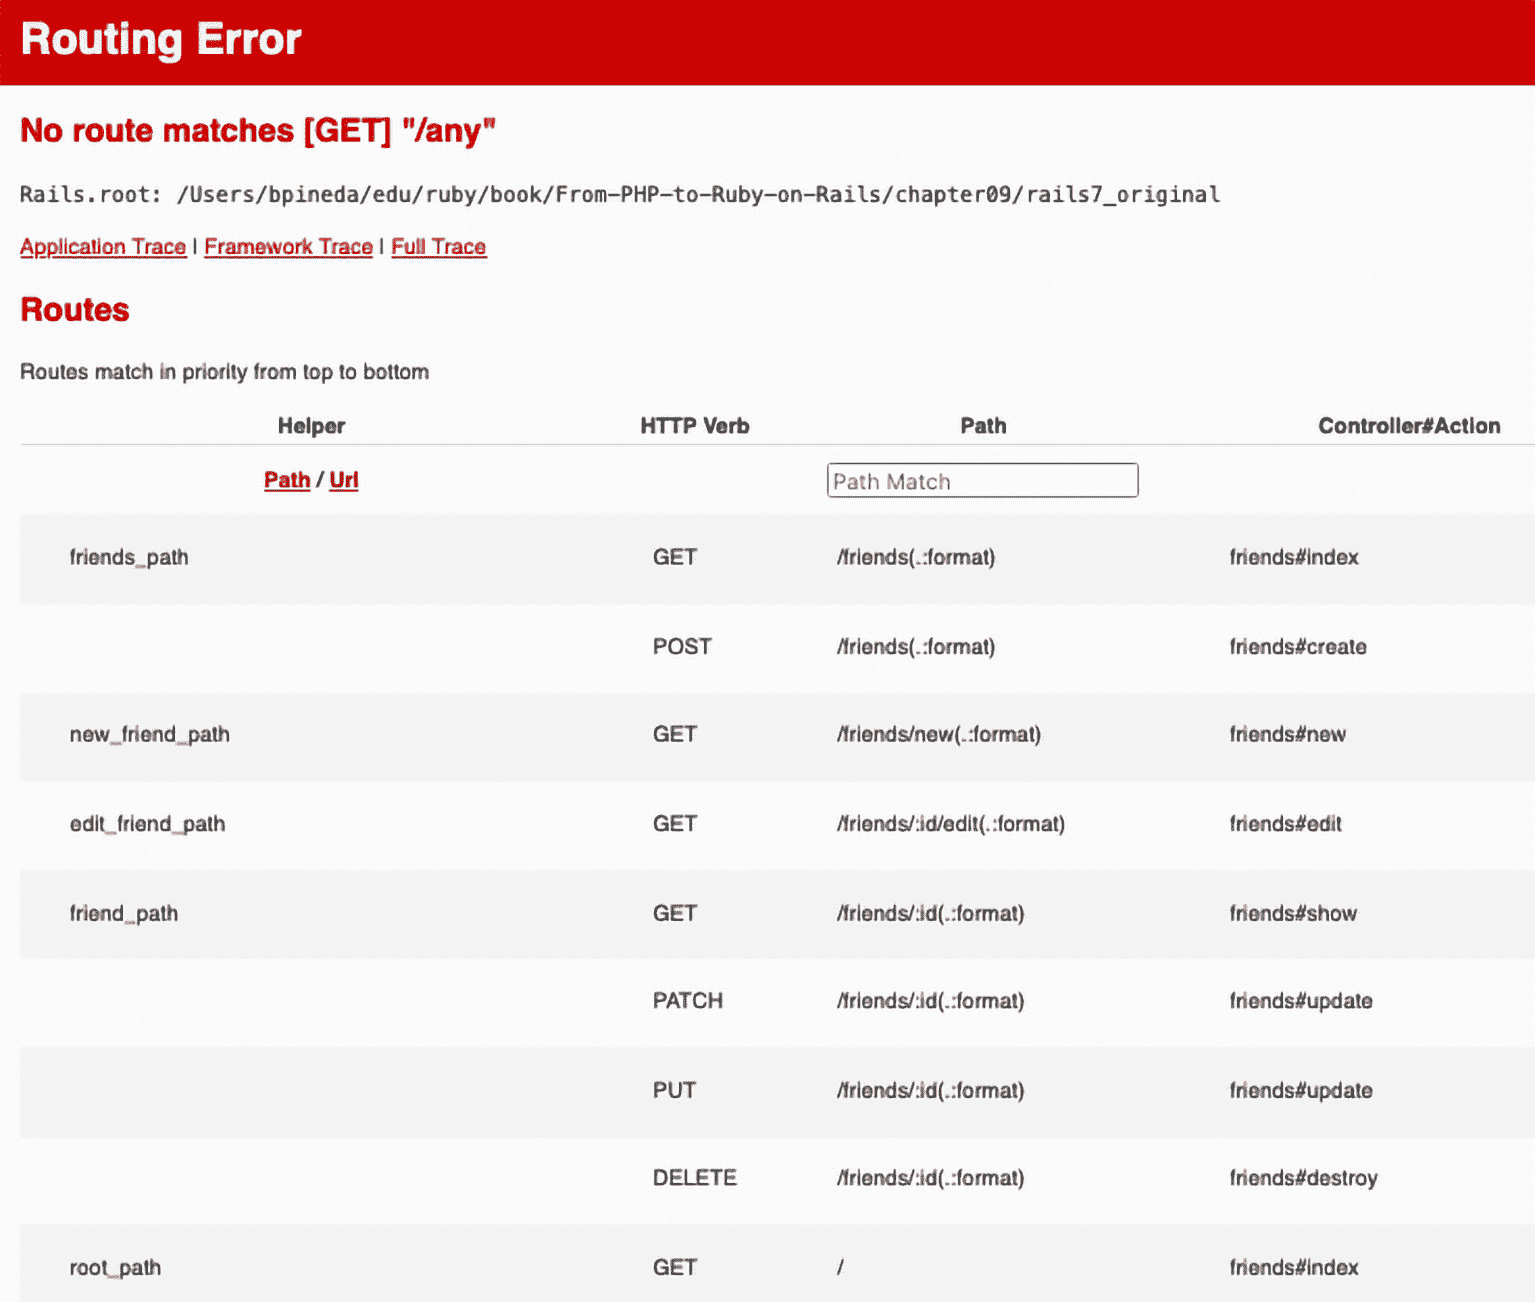 Routing Error
No route matches [GET] "/any"
Rails.root: /Users/bpineda/edu/ruby/book/From-PHP-to-Ruby-on-Rails/chapter09/rails7_original
Application Trace | Framework Trace | Full Trace
Routes
Routes match in priority from top to bottom
Helper HTTP Verb Path Controller#Action
Path / Url Path Match
friends_path GET /friends(.:format) friends#index
POST /friends(.:format) friends#create
new_friend_path GET /friends/new(.:format) friends#new
edit_friend_path GET /friends/:id/edit(.:format) friends#edit
friend_path GET /friends/:id(.:format) friends#show
PATCH /friends/:id(.:format) friends#update
PUT /friends/:id(.:format) friends#update
DELETE /friends/:id(.:format) friends#destroy
root_path GET / friends#index